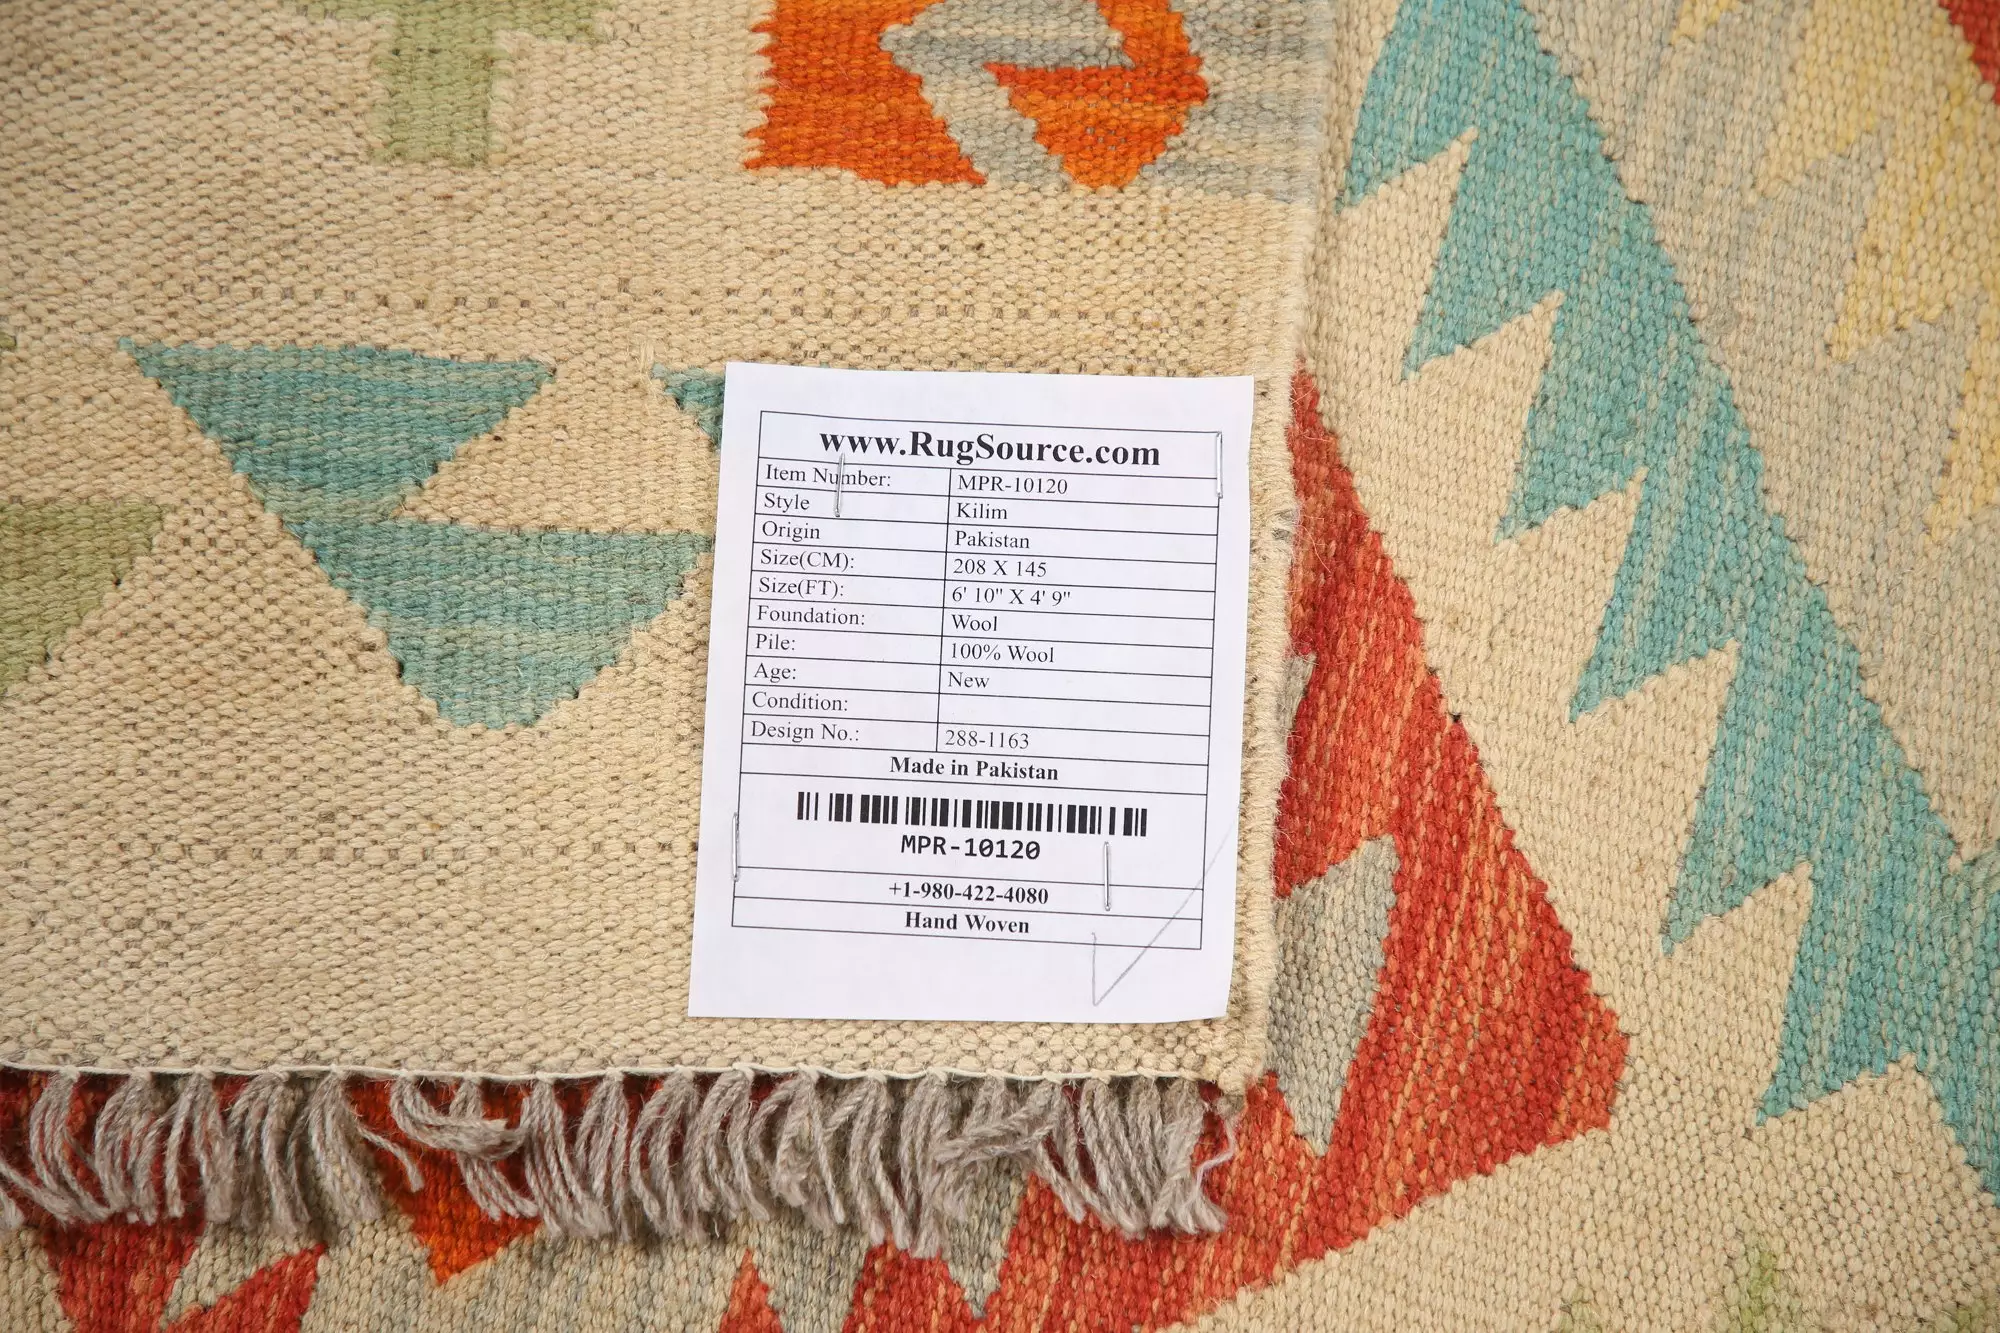 www.RugSource.com
Item Number: MPR-10120
Style Kilim
Origin Pakistan
Size(CM): 208 X 145
Size(FT): 6' 10" X 4' 9"
Foundation: Wool
Pile: 100% Wool
Age: New
Condition:
Design No.: 288-1163
Made in Pakistan
MPR-10120
+1-980-422-4080
Hand Woven